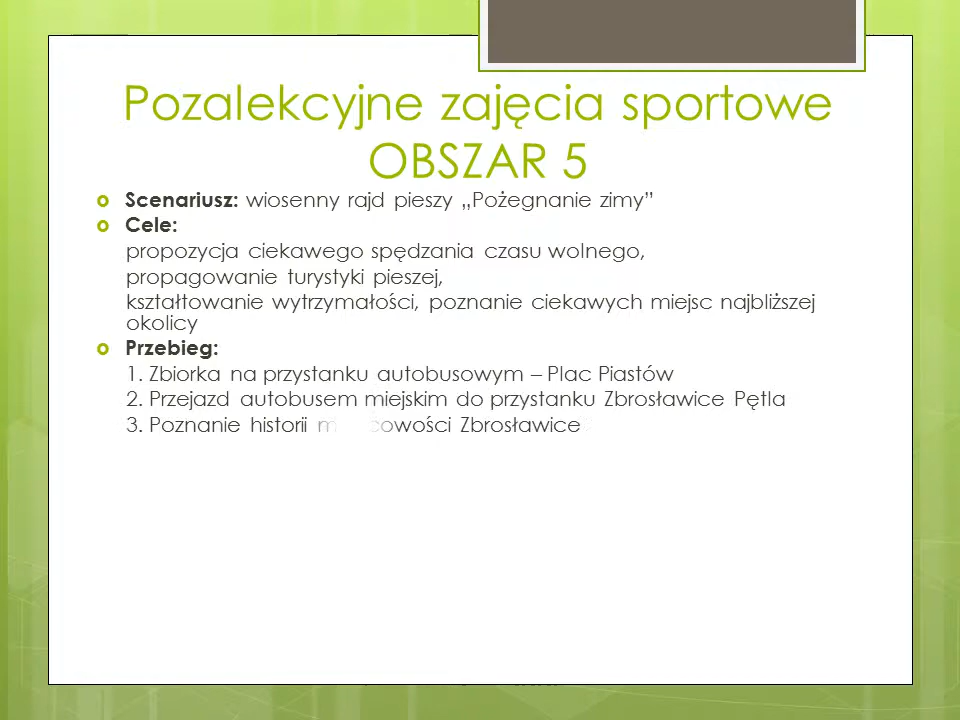 Pozalekcyjne zajęcia sportowe
OBSZAR 5
Scenariusz: wiosenny rajd pieszy „Pożegnanie zimy”
Cele:
propozycja ciekawego spędzania czasu wolnego,
propagowanie turystyki pieszej,
kształtowanie wytrzymałości, poznanie ciekawych miejsc najbliższej
okolicy
Przebieg:
1. Zbiorka na przystanku autobusowym – Plac Piastów
2. Przejazd autobusem miejskim do przystanku Zbrosławice Pętla
3. Poznanie historii Zbrosławice